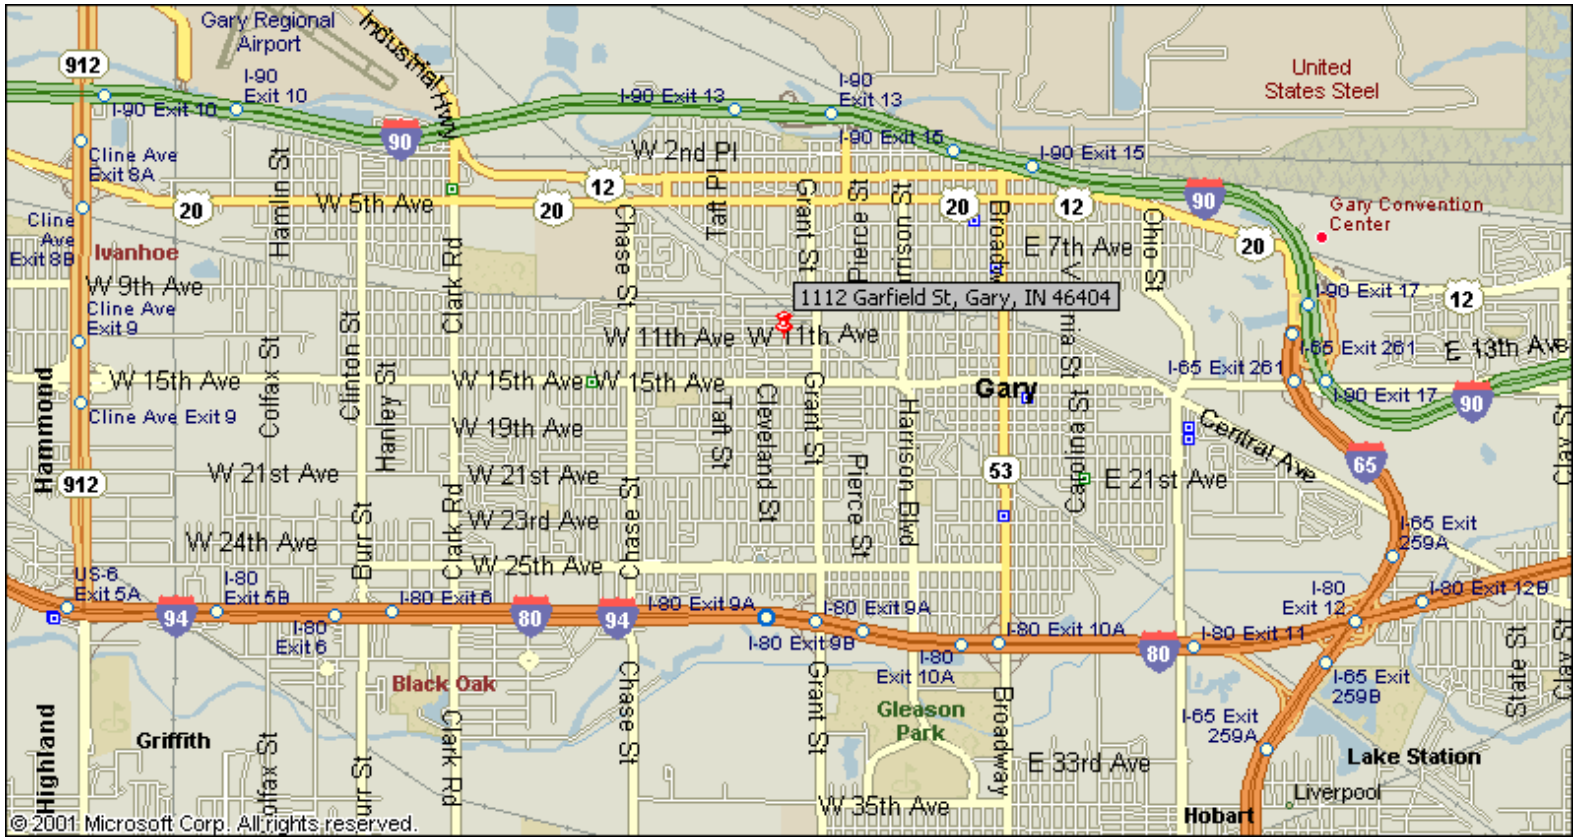 Gary Regional
Airport
Industrial Hwy
912
I-90
Exit 10
I-90 Exit 10
I-90 Exit 13
I-90
Exit 13
United
States Steel
90
I-90 Exit 15
I-90 Exit 15
Cline Ave
Exit 8A
W 2nd Pl
12
20
W 5th Ave
20
20
12
90
Gary Convention
Center
20
Cline
Ave
Exit 8B
Ivanhoe
Hamlin St
Clark Rd
Chase St
Taft Pl
Grant St
Pierce St
Broadw
E 7th Ave
Ohio St
W 9th Ave
Cline Ave
Exit 9
1112 Garfield St, Gary, IN 46404
I-90 Exit 17
12
W 11th Ave
W 11th Ave
I-65 Exit 261
E 13th Ave
Hammond
W 15th Ave
W 15th Ave
W 15th Ave
Gary
I-65 Exit 261
I-90 Exit 17
90
Cline Ave Exit 9
Colfax St
Clinton St
Hanley St
W 19th Ave
Taft St
Cleveland St
Grant St
Harrison Blvd
Carolina St
Central Ave
65
912
W 21st Ave
W 21st Ave
Pierce St
53
E 21st Ave
W 23rd Ave
W 24th Ave
Burr St
Clark Rd
Chase St
W 25th Ave
I-65 Exit
259A
US-6
Exit 5A
I-80
Exit 5B
94
I-80
Exit 6
I-80 Exit 6
80
94
I-80 Exit 9A
I-80 Exit 9A
I-80 Exit 9B
I-80
Exit 10A
I-80 Exit 10A
80
I-80 Exit 11
I-80
Exit 12
I-80 Exit 12B
Black Oak
Chase St
Grant St
Gleason
Park
Broadway
I-65 Exit
259B
I-65 Exit
259A
State St
Clay St
Highland
Griffith
Colfax St
Burr St
Clark Rd
E 33rd Ave
Lake Station
Liverpool
W 35th Ave
Hobart
© 2001 Microsoft Corp. All rights reserved.